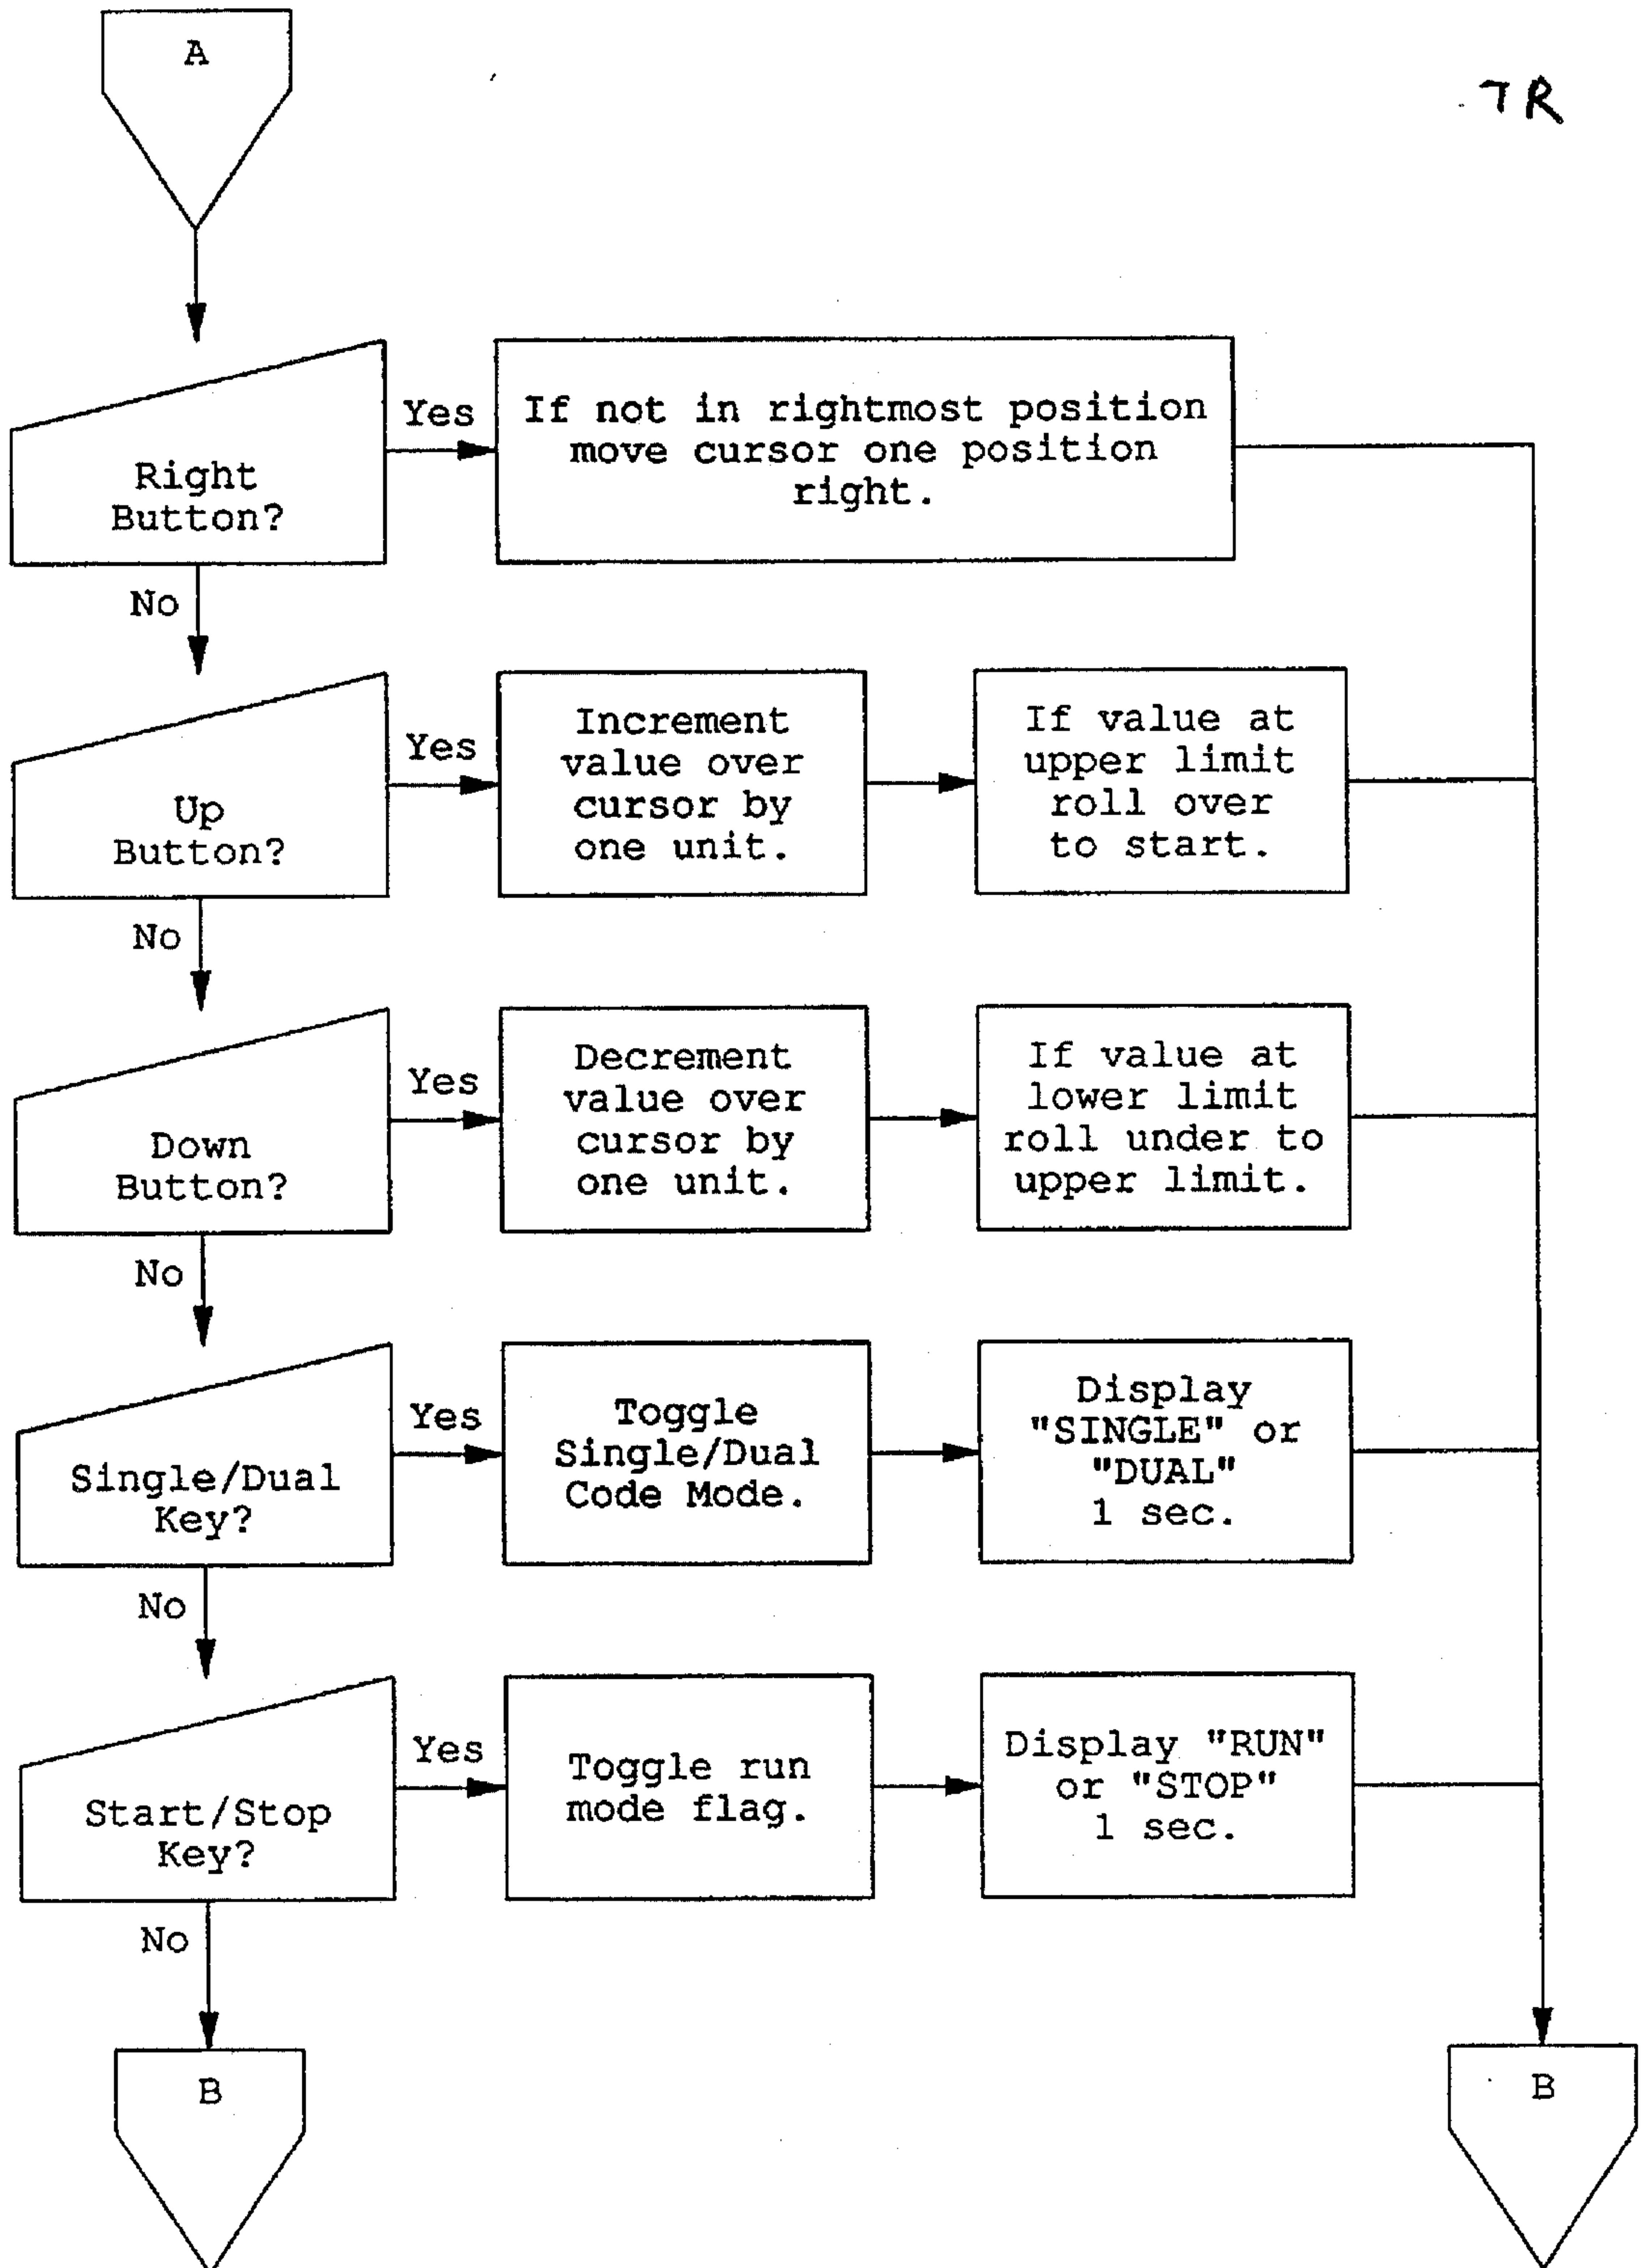 A
Right
Button?
Yes
If not in rightmost position
move cursor one position
right.
No
Up
Button?
Yes
Increment
value over
cursor by
one unit.
If value at
upper limit
roll over
to start.
No
Down
Button?
Yes
Decrement
value over
cursor by
one unit.
If value at
lower limit
roll under to
upper limit.
No
Single/Dual
Key?
Yes
Toggle
Single/Dual
Code Mode.
Display
"SINGLE" or
"DUAL"
1 sec.
No
Start/Stop
Key?
Yes
Toggle run
mode flag.
Display "RUN"
or "STOP"
1 sec.
No
B
B